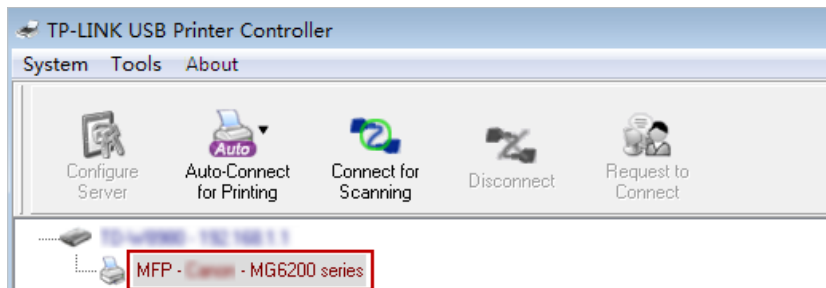 TP-LINK USB Printer Controller
System Tools About
Auto
Configure Server
Auto-Connect for Printing
Connect for Scanning
Disconnect
Request to Connect
MFP - - MG6200 series